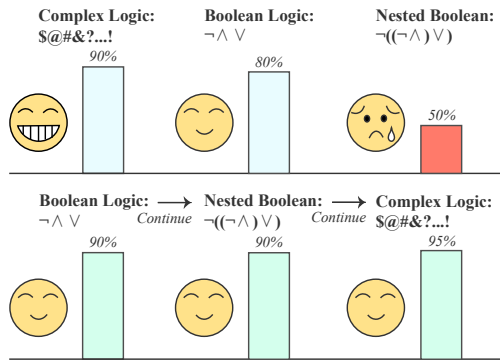 Complex Logic:
$@#&?...!
90%
Boolean Logic:
¬∧ ∨
80%
Nested Boolean:
¬((¬∧)∨)
50%
Boolean Logic:
¬∧ ∨
90%
Continue
Nested Boolean:
¬((¬∧)∨)
90%
Continue
Complex Logic:
$@#&?...!
95%